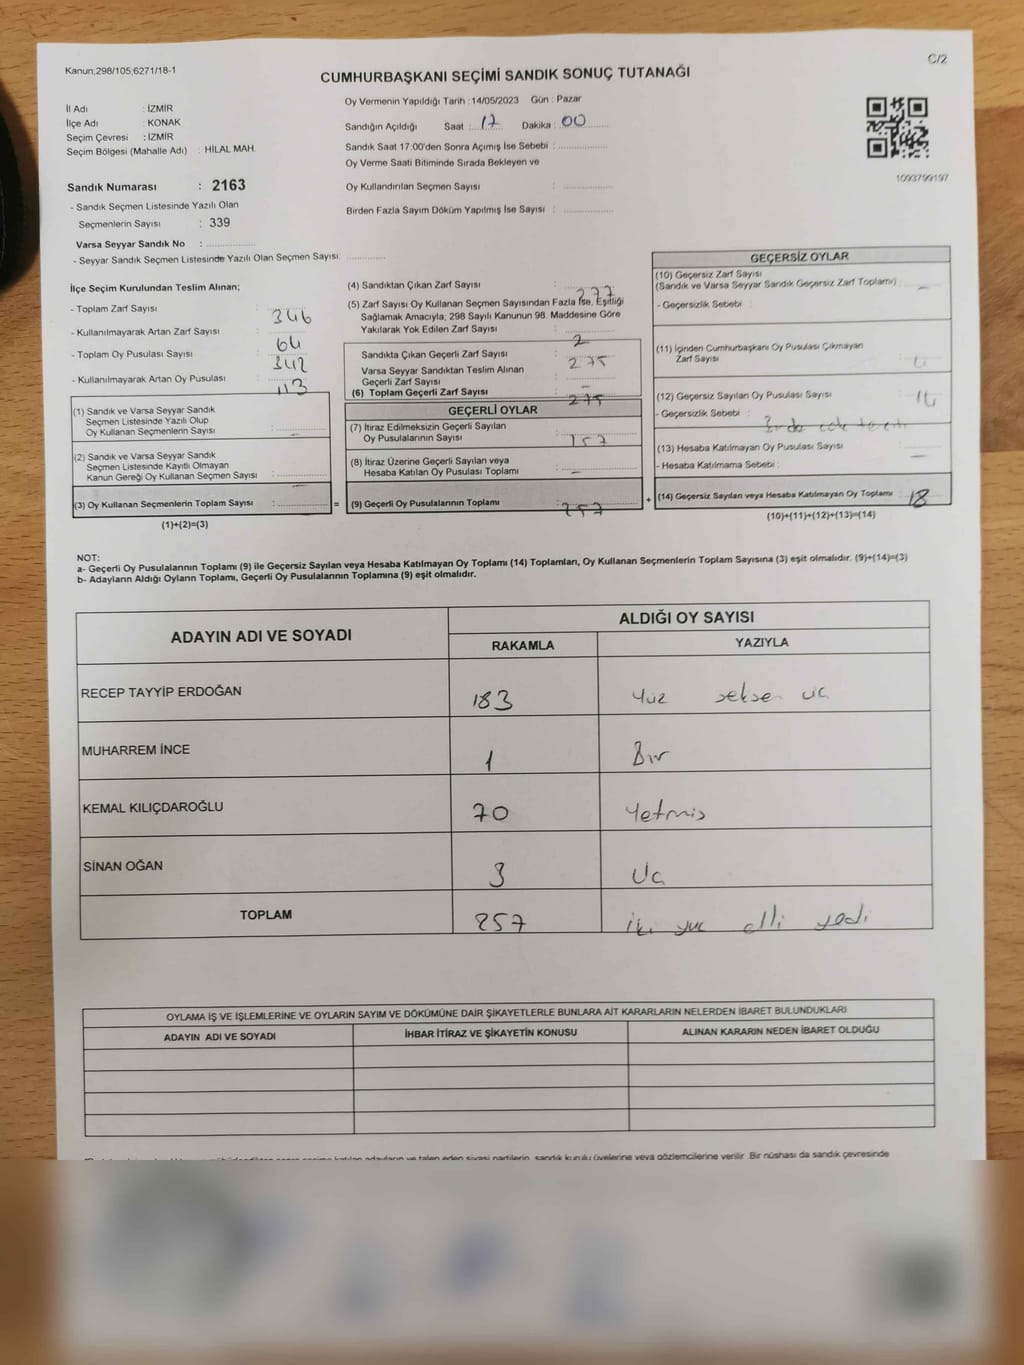 Kanun;298/105;6271/18-1
C/2
CUMHURBAŞKANI SEÇİMİ SANDIK SONUÇ TUTANAĞI
İl Adı : İZMİR
İlçe Adı : KONAK
Seçim Çevresi : İZMİR
Seçim Bölgesi (Mahalle Adı) : HİLAL MAH.
Oy Vermenin Yapıldığı Tarih :14/05/2023 Gün : Pazar
Sandığın Açıldığı Saat : 17 Dakika : 00
Sandık Saat 17:00'den Sonra Açımış İse Sebebi :
Oy Verme Saati Bitiminde Sırada Bekleyen ve
Oy Kullandırılan Seçmen Sayısı :
Birden Fazla Sayım Döküm Yapılmış İse Sayısı :
1093799197
Sandık Numarası : 2163
- Sandık Seçmen Listesinde Yazılı Olan
Seçmenlerin Sayısı : 339
Varsa Seyyar Sandık No :
- Seyyar Sandık Seçmen Listesinde Yazılı Olan Seçmen Sayısı:
İlçe Seçim Kurulundan Teslim Alınan;
- Toplam Zarf Sayısı : 346
- Kullanılmayarak Artan Zarf Sayısı : 64
- Toplam Oy Pusulası Sayısı : 342
- Kullanılmayarak Artan Oy Pusulası : 113
(1) Sandık ve Varsa Seyyar Sandık
Seçmen Listesinde Yazılı Olup
Oy Kullanan Seçmenlerin Sayısı : –
(2) Sandık ve Varsa Seyyar Sandık
Seçmen Listesinde Kayıtlı Olmayan
Kanun Gereği Oy Kullanan Seçmen Sayısı : –
(3) Oy Kullanan Seçmenlerin Toplam Sayısı :
(1)+(2)=(3)
=
(4) Sandıktan Çıkan Zarf Sayısı : 277
(5) Zarf Sayısı Oy Kullanan Seçmen Sayısından Fazla İse, Eşitliği
Sağlamak Amacıyla; 298 Sayılı Kanunun 98. Maddesine Göre
Yakılarak Yok Edilen Zarf Sayısı : 2
Sandıkta Çıkan Geçerli Zarf Sayısı : 275
Varsa Seyyar Sandıktan Teslim Alınan
Geçerli Zarf Sayısı : –
(6) Toplam Geçerli Zarf Sayısı : 275
GEÇERLİ OYLAR
(7) İtiraz Edilmeksizin Geçerli Sayılan
Oy Pusulalarının Sayısı :
(8) İtiraz Üzerine Geçerli Sayılan veya
Hesaba Katılan Oy Pusulası Toplamı : –
(9) Geçerli Oy Pusulalarının Toplamı : 257
+
GEÇERSİZ OYLAR
(10) Geçersiz Zarf Sayısı
(Sandık ve Varsa Seyyar Sandık Geçersiz Zarf Toplamı) : –
- Geçersizlik Sebebi :
(11) İçinden Cumhurbaşkanı Oy Pusulası Çıkmayan
Zarf Sayısı : 4
(12) Geçersiz Sayılan Oy Pusulası Sayısı : 14
- Geçersizlik Sebebi :
(13) Hesaba Katılmayan Oy Pusulası Sayısı : –
- Hesaba Katılmama Sebebi :
(14) Geçersiz Sayılan veya Hesaba Katılmayan Oy Toplamı : 18
(10)+(11)+(12)+(13)=(14)
NOT:
a- Geçerli Oy Pusulalarının Toplamı (9) ile Geçersiz Sayılan veya Hesaba Katılmayan Oy Toplamı (14) Toplamları, Oy Kullanan Seçmenlerin Toplam Sayısına (3) eşit olmalıdır. (9)+(14)=(3)
b- Adayların Aldığı Oyların Toplamı, Geçerli Oy Pusulalarının Toplamına (9) eşit olmalıdır.
ADAYIN ADI VE SOYADI
ALDIĞI OY SAYISI
RAKAMLA YAZIYLA
RECEP TAYYİP ERDOĞAN 183 Yüz seksen uc
MUHARREM İNCE 1 Bir
KEMAL KILIÇDAROĞLU 70 Yetmis
SİNAN OĞAN 3 Uc
TOPLAM 257 iki yuz elli yedi
OYLAMA İŞ VE İŞLEMLERİNE VE OYLARIN SAYIM VE DÖKÜMÜNE DAİR ŞİKAYETLERLE BUNLARA AİT KARARLARIN NELERDEN İBARET BULUNDUKLARI
ADAYIN ADI VE SOYADI İHBAR İTİRAZ VE ŞİKAYETİN KONUSU ALINAN KARARIN NEDEN İBARET OLDUĞU
sonra seçime katılan adayların ve talep eden siyasi partilerin, sandık kurulu üyelerine veya gözlemcilerine verilir. Bir nüshası da sandık çevresinde